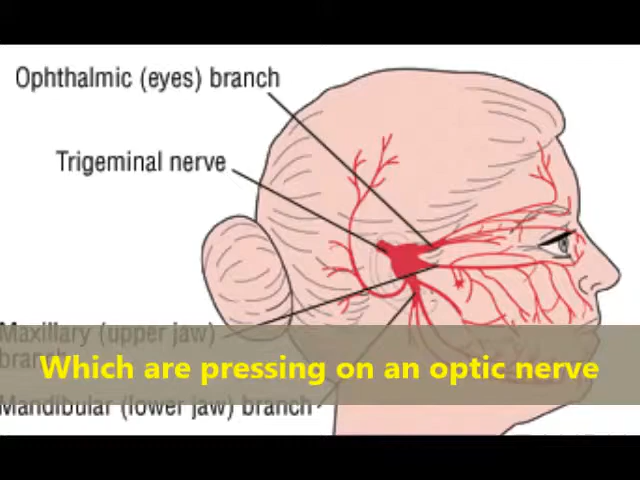 Ophthalmic (eyes) branch
Trigeminal nerve
Maxillary (upper jaw)
branch
Which are pressing on an optic nerve
Mandibular (lower jaw) branch